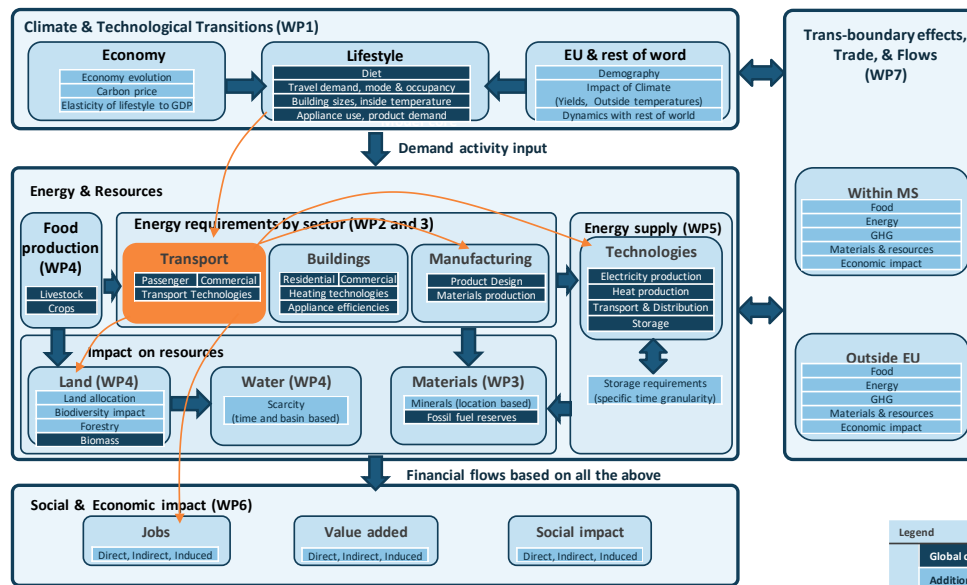 Climate & Technological Transitions (WP1)
Economy
Economy evolution
Carbon price
Elasticity of lifestyle to GDP
Lifestyle
Diet
Travel demand, mode & occupancy
Building sizes, inside temperature
Appliance use, product demand
EU & rest of word
Demography
Impact of Climate
(Yields, Outside temperatures)
Dynamics with rest of world
Trans-boundary effects,
Trade, & Flows
(WP7)
Demand activity input
Energy & Resources
Food
production
(WP4)
Livestock
Crops
Energy requirements by sector (WP2 and 3)
Transport
Passenger
Commercial
Transport Technologies
Buildings
Residential
Commercial
Heating technologies
Appliance efficiencies
Manufacturing
Product Design
Materials production
Energy supply (WP5)
Technologies
Electricity production
Heat production
Transport & Distribution
Storage
Storage requirements
(specific time granularity)
Within MS
Food
Energy
GHG
Materials & resources
Economic impact
Impact on resources
Land (WP4)
Land allocation
Biodiversity impact
Forestry
Biomass
Water (WP4)
Scarcity
(time and basin based)
Materials (WP3)
Minerals (location based)
Fossil fuel reserves
Outside EU
Food
Energy
GHG
Materials & resources
Economic impact
Financial flows based on all the above
Social & Economic impact (WP6)
Jobs
Direct, Indirect, Induced
Value added
Direct, Indirect, Induced
Social impact
Direct, Indirect, Induced
Legend
Global